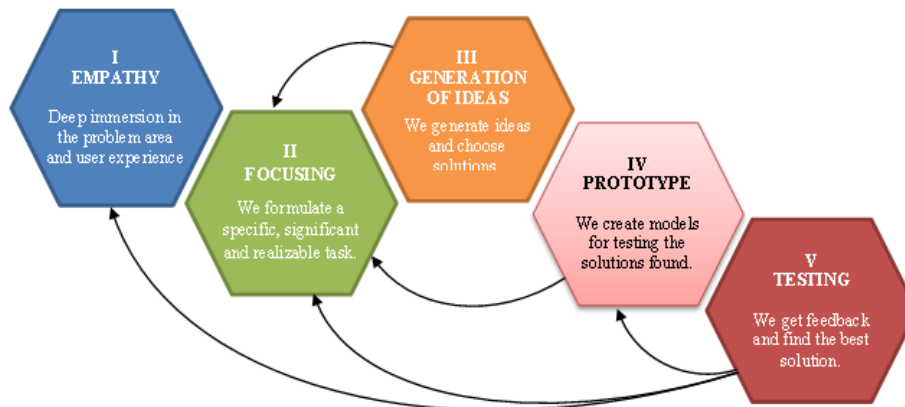 I
EMPATHY
Deep immersion in
the problem area
and user experience
II
FOCUSING
We formulate a
specific, significant
and realizable task.
III
GENERATION
OF IDEAS
We generate ideas
and choose
solutions
IV
PROTOTYPE
We create models
for testing the
solutions found.
V
TESTING
We get feedback
and find the best
solution.